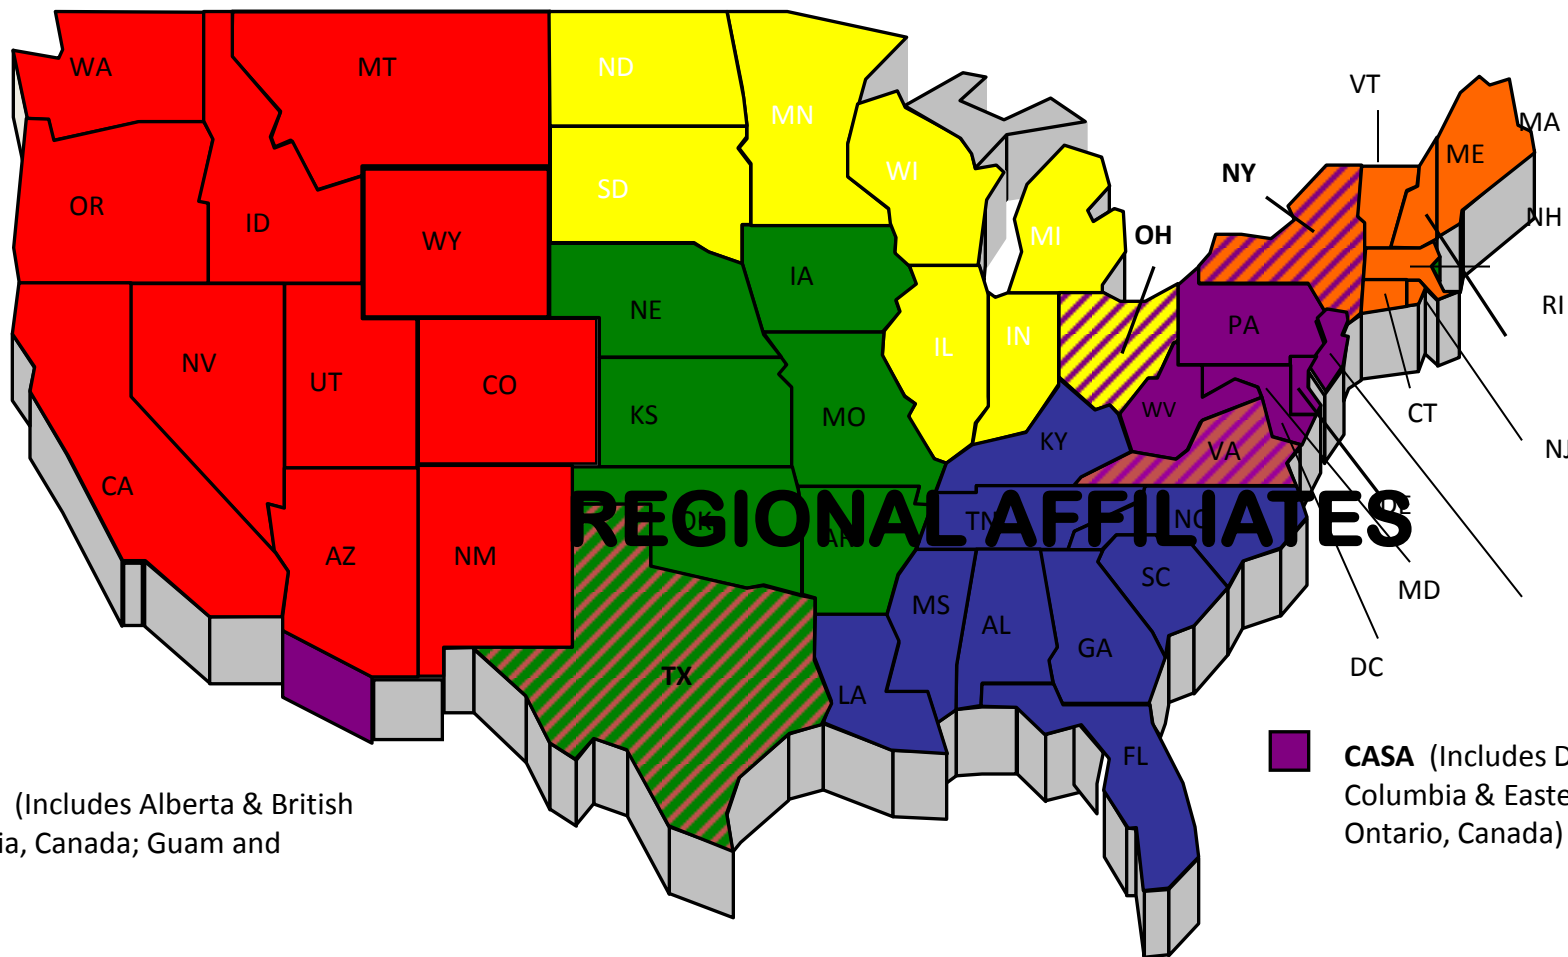 VT
WA
MT
ND
MN
MA
ME
WI
NY
SD
OR
ID
WY
MI
OH
NH
IA
NE
RI
PA
NV
UT
CO
IL
IN
KS
MO
WV
CT
KY
VA
NJ
CA
REGIONAL AFFILIATES
OK
AR
TN
NC
DE
AZ
NM
SC
MD
MS
AL
GA
DC
TX
LA
FL
CASA (Includes D
Columbia & Easte
Ontario, Canada)
(Includes Alberta & British
ia, Canada; Guam and